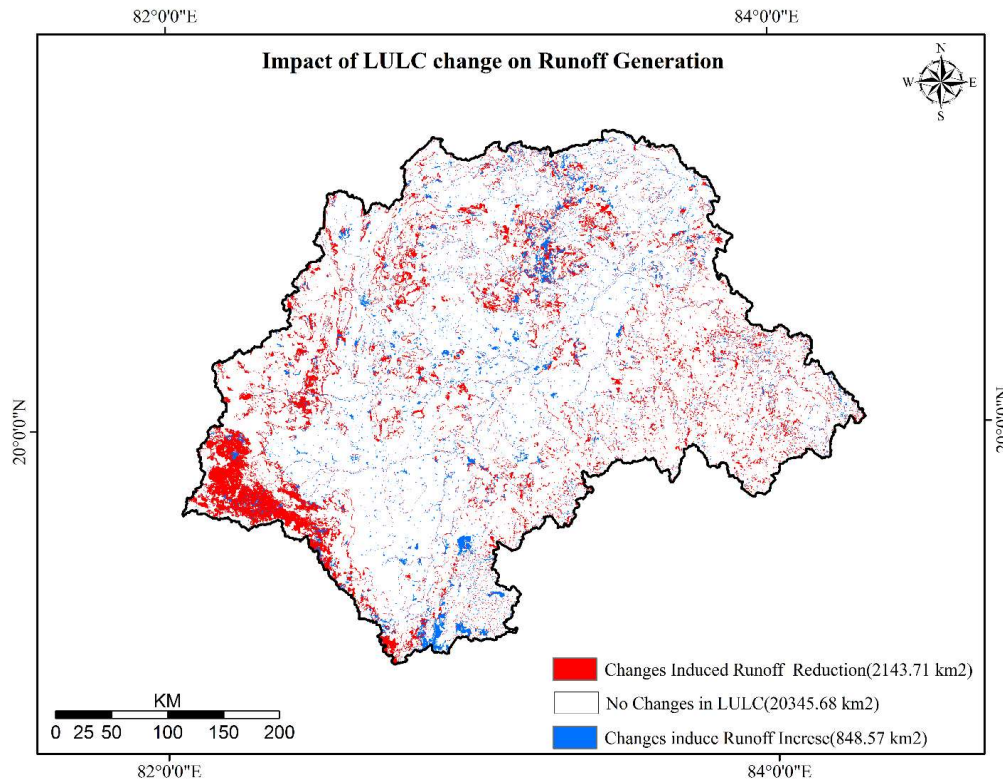 82°0'0"E
84°0'0"E
Impact of LULC change on Runoff Generation
N
W
E
S
20°0'0"N
20°0'0"N
Changes Induced Runoff Reduction(2143.71 km2)
No Changes in LULC(20345.68 km2)
Changes induce Runoff Increse(848.57 km2)
KM
0 25 50 100 150 200
82°0'0"E
84°0'0"E